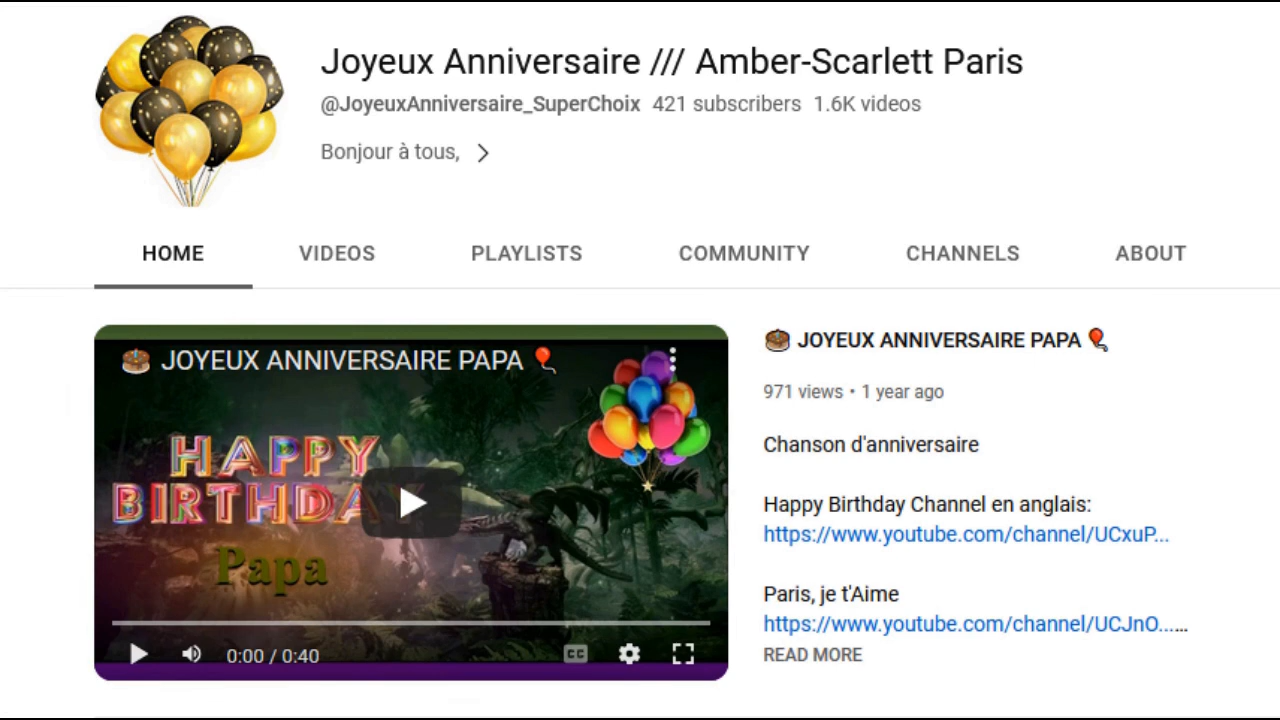 Joyeux Anniversaire /// Amber-Scarlett Paris
@JoyeuxAnniversaire_SuperChoix 421 subscribers 1.6K videos
Bonjour à tous,
HOME VIDEOS PLAYLISTS COMMUNITY CHANNELS ABOUT
🎂 JOYEUX ANNIVERSAIRE PAPA 🎈
HAPPY
BIRTHDAY
Papa
0:00 / 0:40
CC
🎂 JOYEUX ANNIVERSAIRE PAPA 🎈
971 views • 1 year ago
Chanson d'anniversaire
Happy Birthday Channel en anglais:
https://www.youtube.com/channel/UCxuP...
Paris, je t'Aime
https://www.youtube.com/channel/UCJnO......
READ MORE